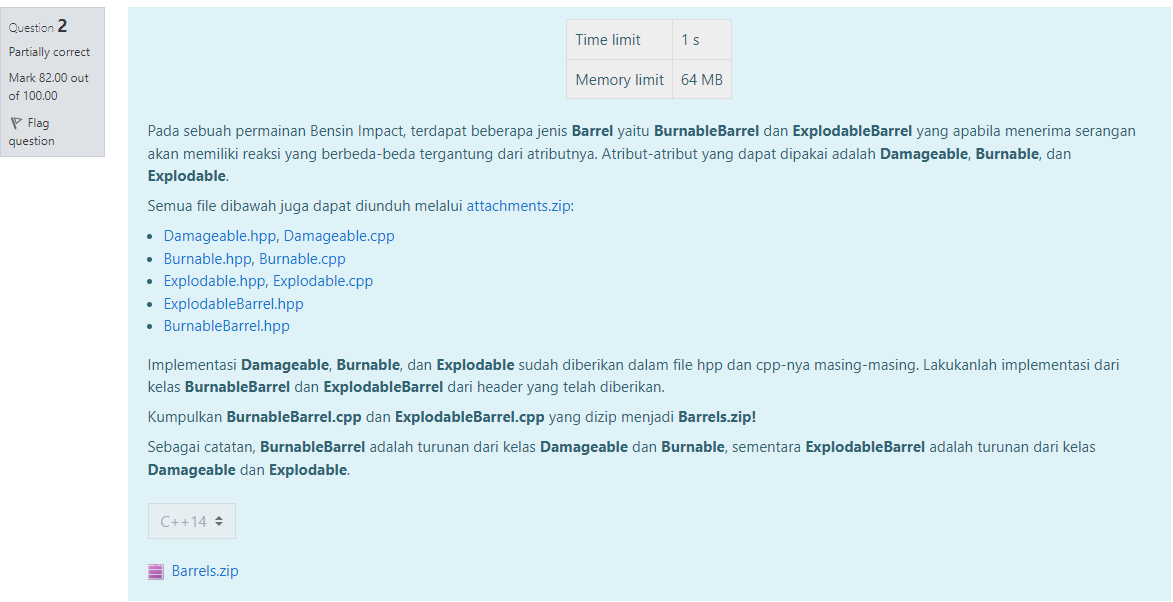 Question 2
Partially correct
Mark 82.00 out
of 100.00
Flag
question
Time limit 1 s
Memory limit 64 MB
Pada sebuah permainan Bensin Impact, terdapat beberapa jenis Barrel yaitu BurnableBarrel dan ExplodableBarrel yang apabila menerima serangan
akan memiliki reaksi yang berbeda-beda tergantung dari atributnya. Atribut-atribut yang dapat dipakai adalah Damageable, Burnable, dan
Explodable.
Semua file dibawah juga dapat diunduh melalui attachments.zip:
• Damageable.hpp, Damageable.cpp
• Burnable.hpp, Burnable.cpp
• Explodable.hpp, Explodable.cpp
• ExplodableBarrel.hpp
• BurnableBarrel.hpp
Implementasi Damageable, Burnable, dan Explodable sudah diberikan dalam file hpp dan cpp-nya masing-masing. Lakukanlah implementasi dari
kelas BurnableBarrel dan ExplodableBarrel dari header yang telah diberikan.
Kumpulkan BurnableBarrel.cpp dan ExplodableBarrel.cpp yang dizip menjadi Barrels.zip!
Sebagai catatan, BurnableBarrel adalah turunan dari kelas Damageable dan Burnable, sementara ExplodableBarrel adalah turunan dari kelas
Damageable dan Explodable.
C++14
Barrels.zip